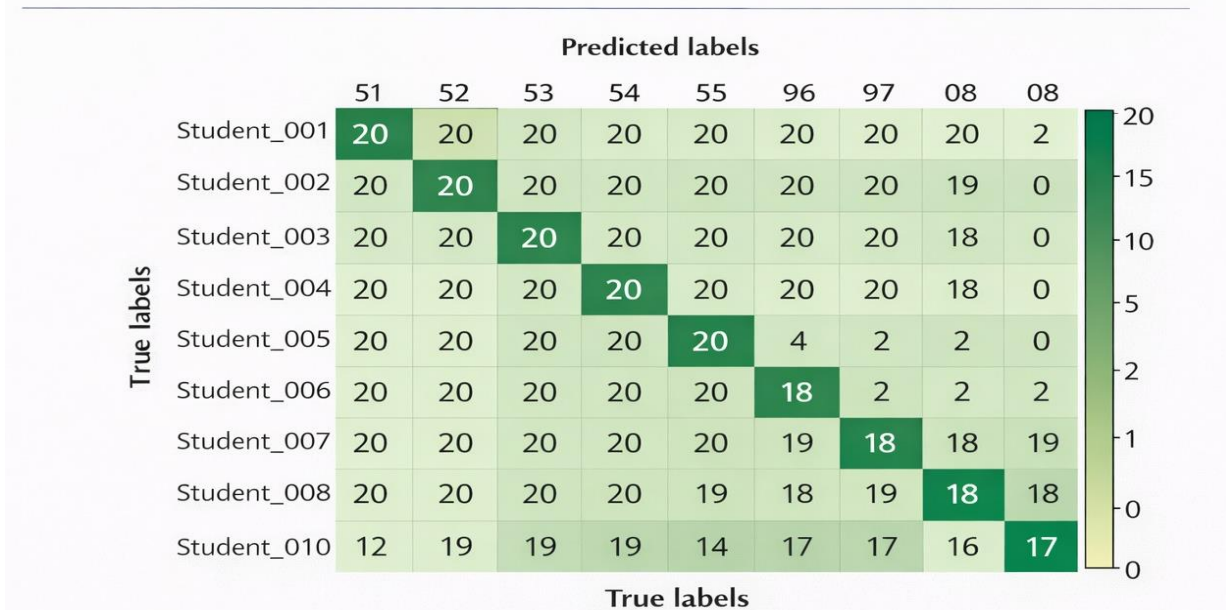 Predicted labels
51 52 53 54 55 96 97 08 08
Student_001 20 20 20 20 20 20 20 20 2
Student_002 20 20 20 20 20 20 20 19 0
Student_003 20 20 20 20 20 20 20 18 0
Student_004 20 20 20 20 20 20 20 18 0
Student_005 20 20 20 20 20 4 2 2 0
Student_006 20 20 20 20 20 18 2 2 2
Student_007 20 20 20 20 20 19 18 18 19
Student_008 20 20 20 20 19 18 19 18 18
Student_010 12 19 19 19 14 17 17 16 17
True labels
True labels
20
15
10
5
2
1
0
0